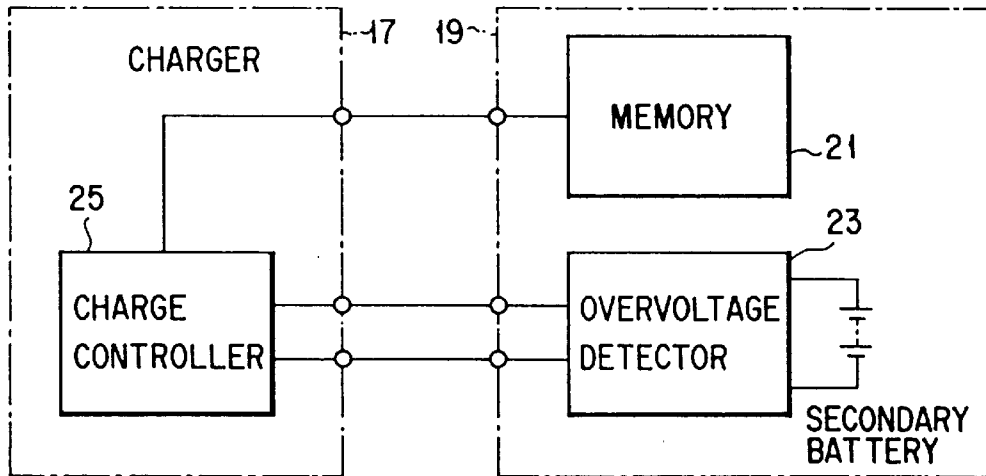 17
19
CHARGER
MEMORY
21
25
23
CHARGE
CONTROLLER
OVERVOLTAGE
DETECTOR
SECONDARY
BATTERY